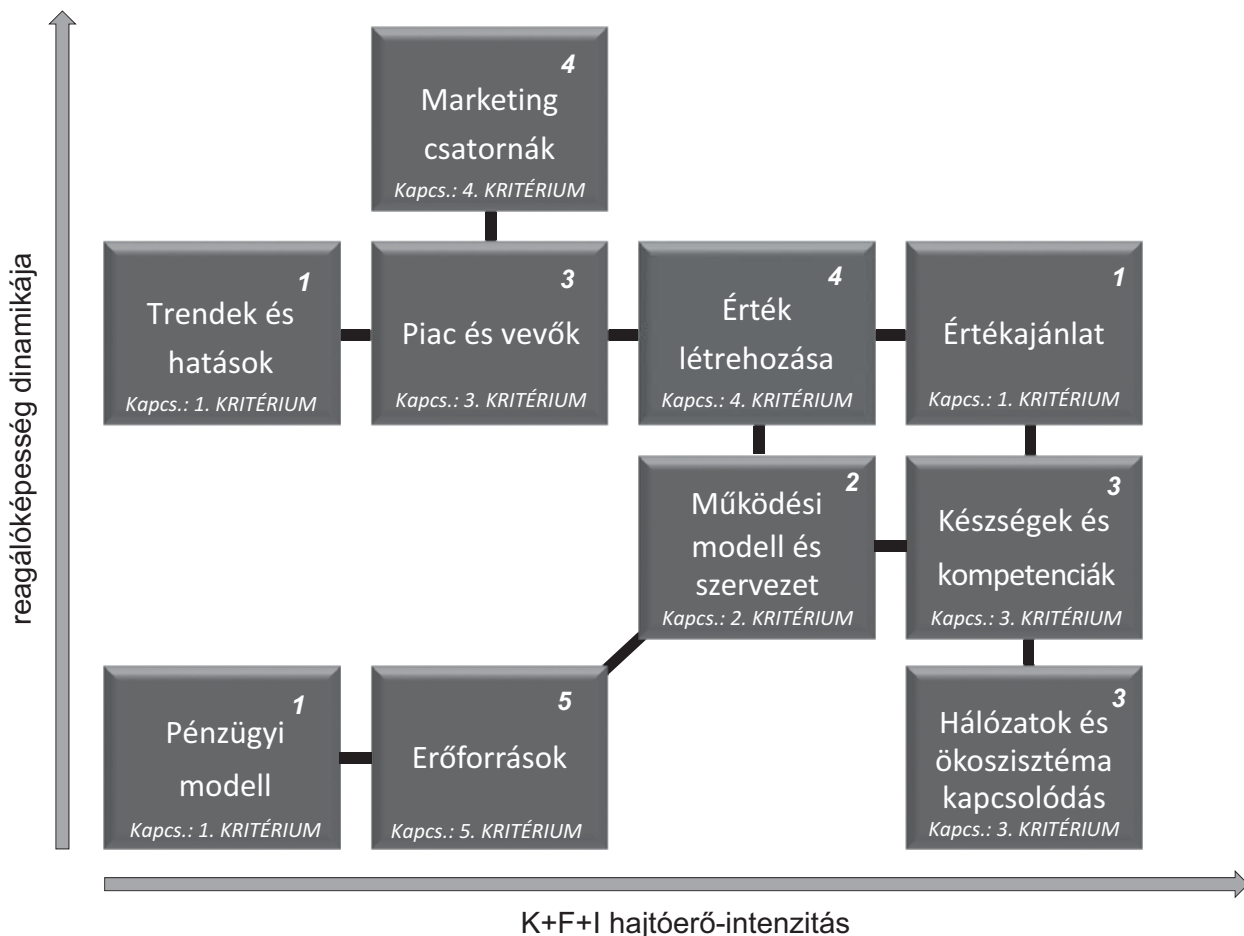 4
Marketing
csatornák
Kapcs.: 4. KRITÉRIUM
reagálóképesség dinamikája
1
Trendek és
hatások
Kapcs.: 1. KRITÉRIUM
3
Piac és vevők
Kapcs.: 3. KRITÉRIUM
4
Érték
létrehozása
Kapcs.: 4. KRITÉRIUM
1
Értékajánlat
Kapcs.: 1. KRITÉRIUM
2
Működési
modell és
szervezet
Kapcs.: 2. KRITÉRIUM
3
Készségek és
kompetenciák
Kapcs.: 3. KRITÉRIUM
1
Pénzügyi
modell
Kapcs.: 1. KRITÉRIUM
5
Erőforrások
Kapcs.: 5. KRITÉRIUM
3
Hálózatok és
ökoszisztéma
kapcsolódás
Kapcs.: 3. KRITÉRIUM
K+F+I hajtóerő-intenzitás